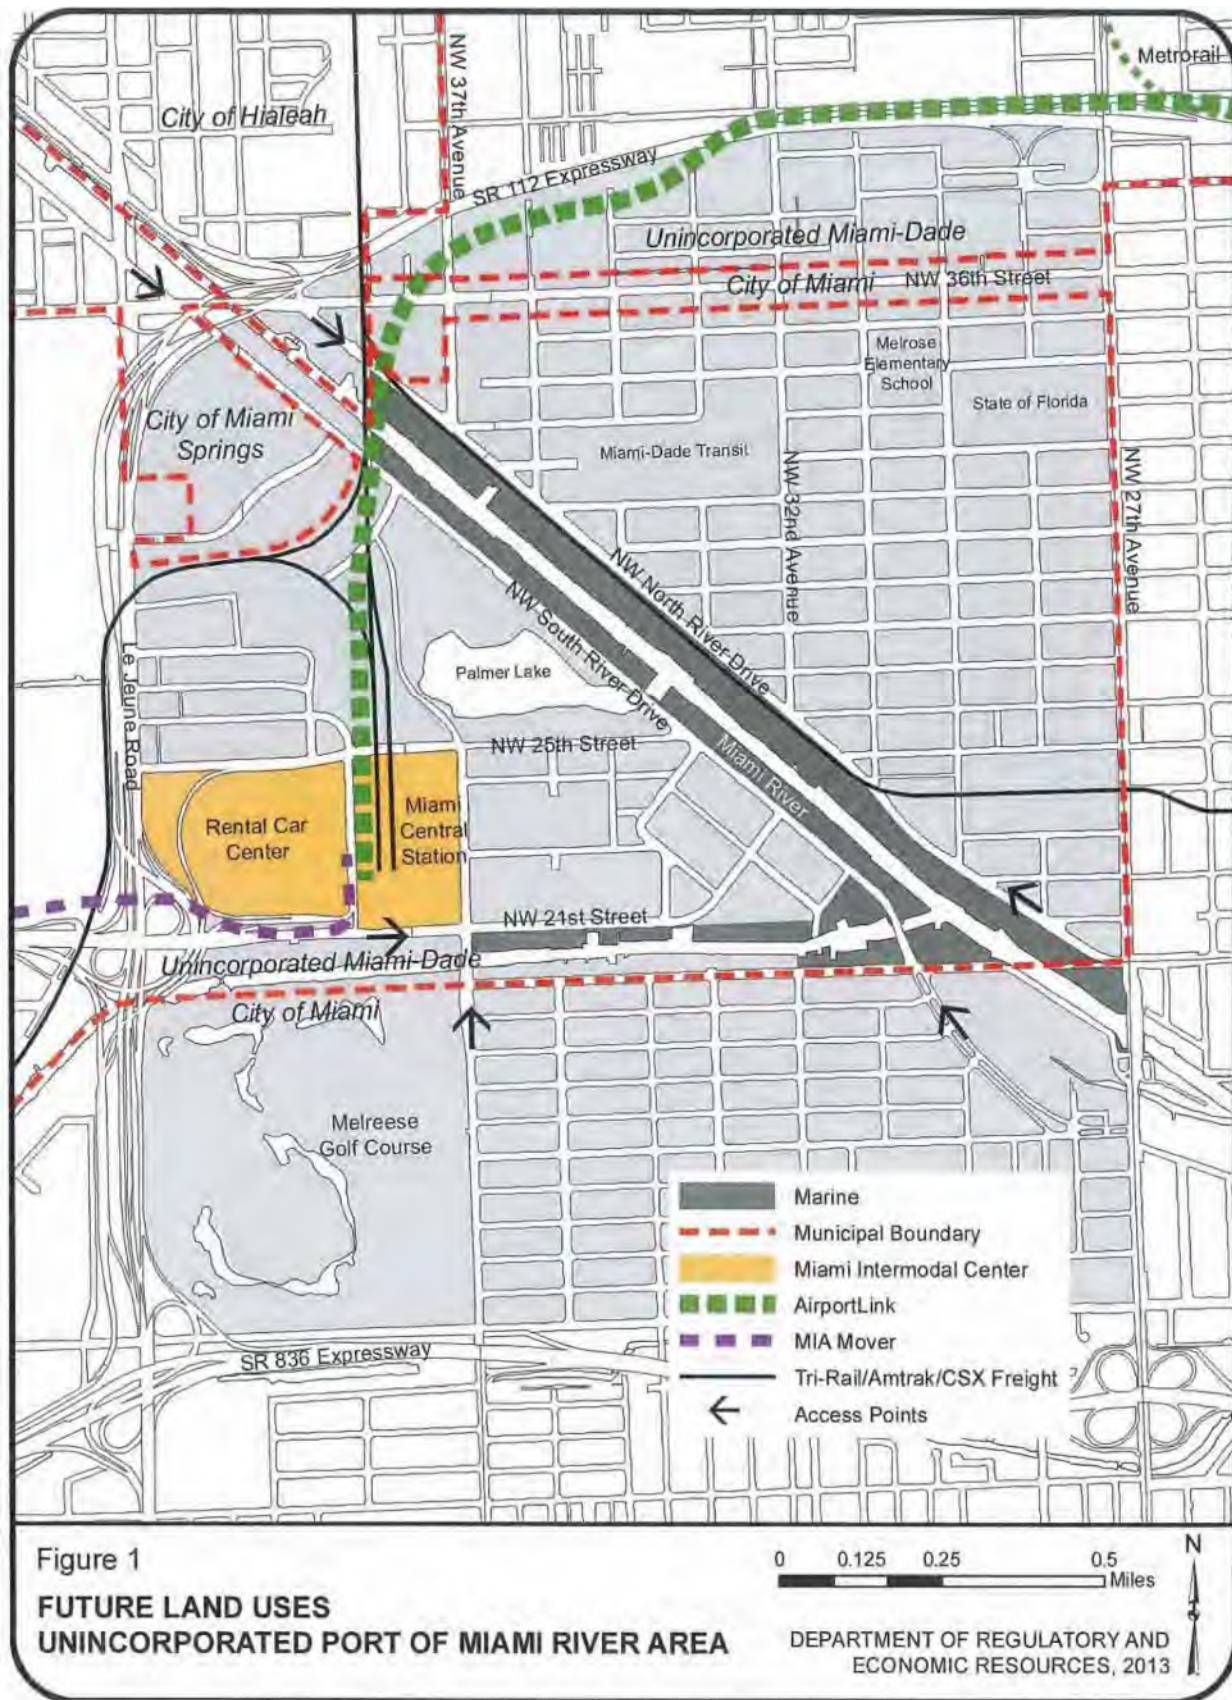 Metrorail
City of Hialeah
NW 37th Avenue
SR 112 Expressway
Unincorporated Miami-Dade
City of Miami
NW 36th Street
Melrose
Elementary
School
State of Florida
City of Miami
Springs
Miami-Dade Transit
NW 32nd Avenue
NW 27th Avenue
NW North River Drive
NW South River Drive
Palmer Lake
Le Jeune Road
NW 25th Street
Miami River
Rental Car
Center
Miami
Central
Station
NW 21st Street
Unincorporated Miami-Dade
City of Miami
Melreese
Golf Course
SR 836 Expressway
Marine
Municipal Boundary
Miami Intermodal Center
AirportLink
MIA Mover
Tri-Rail/Amtrak/CSX Freight
Access Points
Figure 1
FUTURE LAND USES
UNINCORPORATED PORT OF MIAMI RIVER AREA
0 0.125 0.25 0.5
Miles
N
DEPARTMENT OF REGULATORY AND
ECONOMIC RESOURCES, 2013